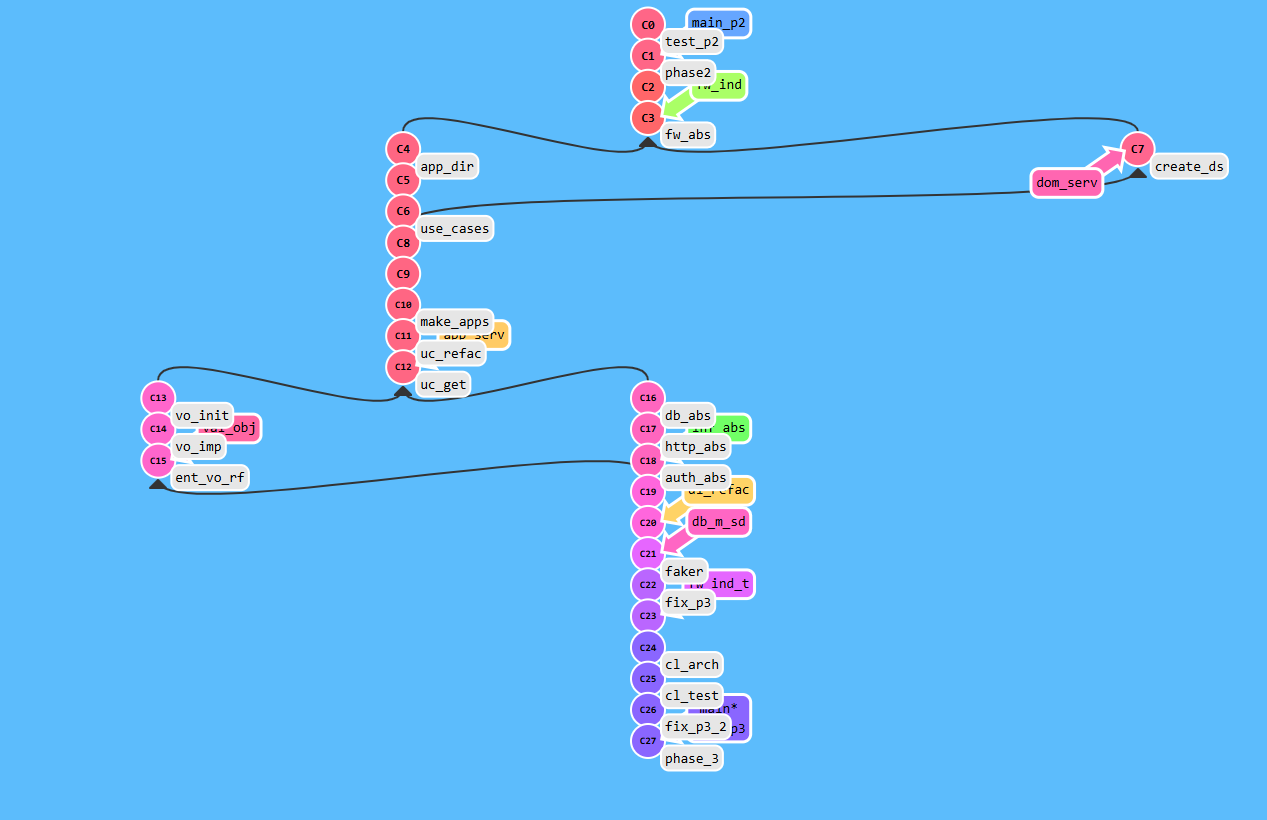 C0 main_p2
test_p2
C1
phase2
C2 fw_ind
C3
fw_abs
C4 C7
app_dir create_ds
C5 dom_serv
C6
use_cases
C8
C9
C10
make_apps
C11 app_serv
uc_refac
C12
uc_get
C13 C16
vo_init db_abs
C14 val_obj C17 inf_abs
vo_imp http_abs
C15 C18
ent_vo_rf auth_abs
C19 ui_refac
C20 db_m_sd
C21
faker
C22 fw_ind_t
fix_p3
C23
C24
cl_arch
C25
cl_test
C26 main*
fix_p3_2 p3
C27
phase_3